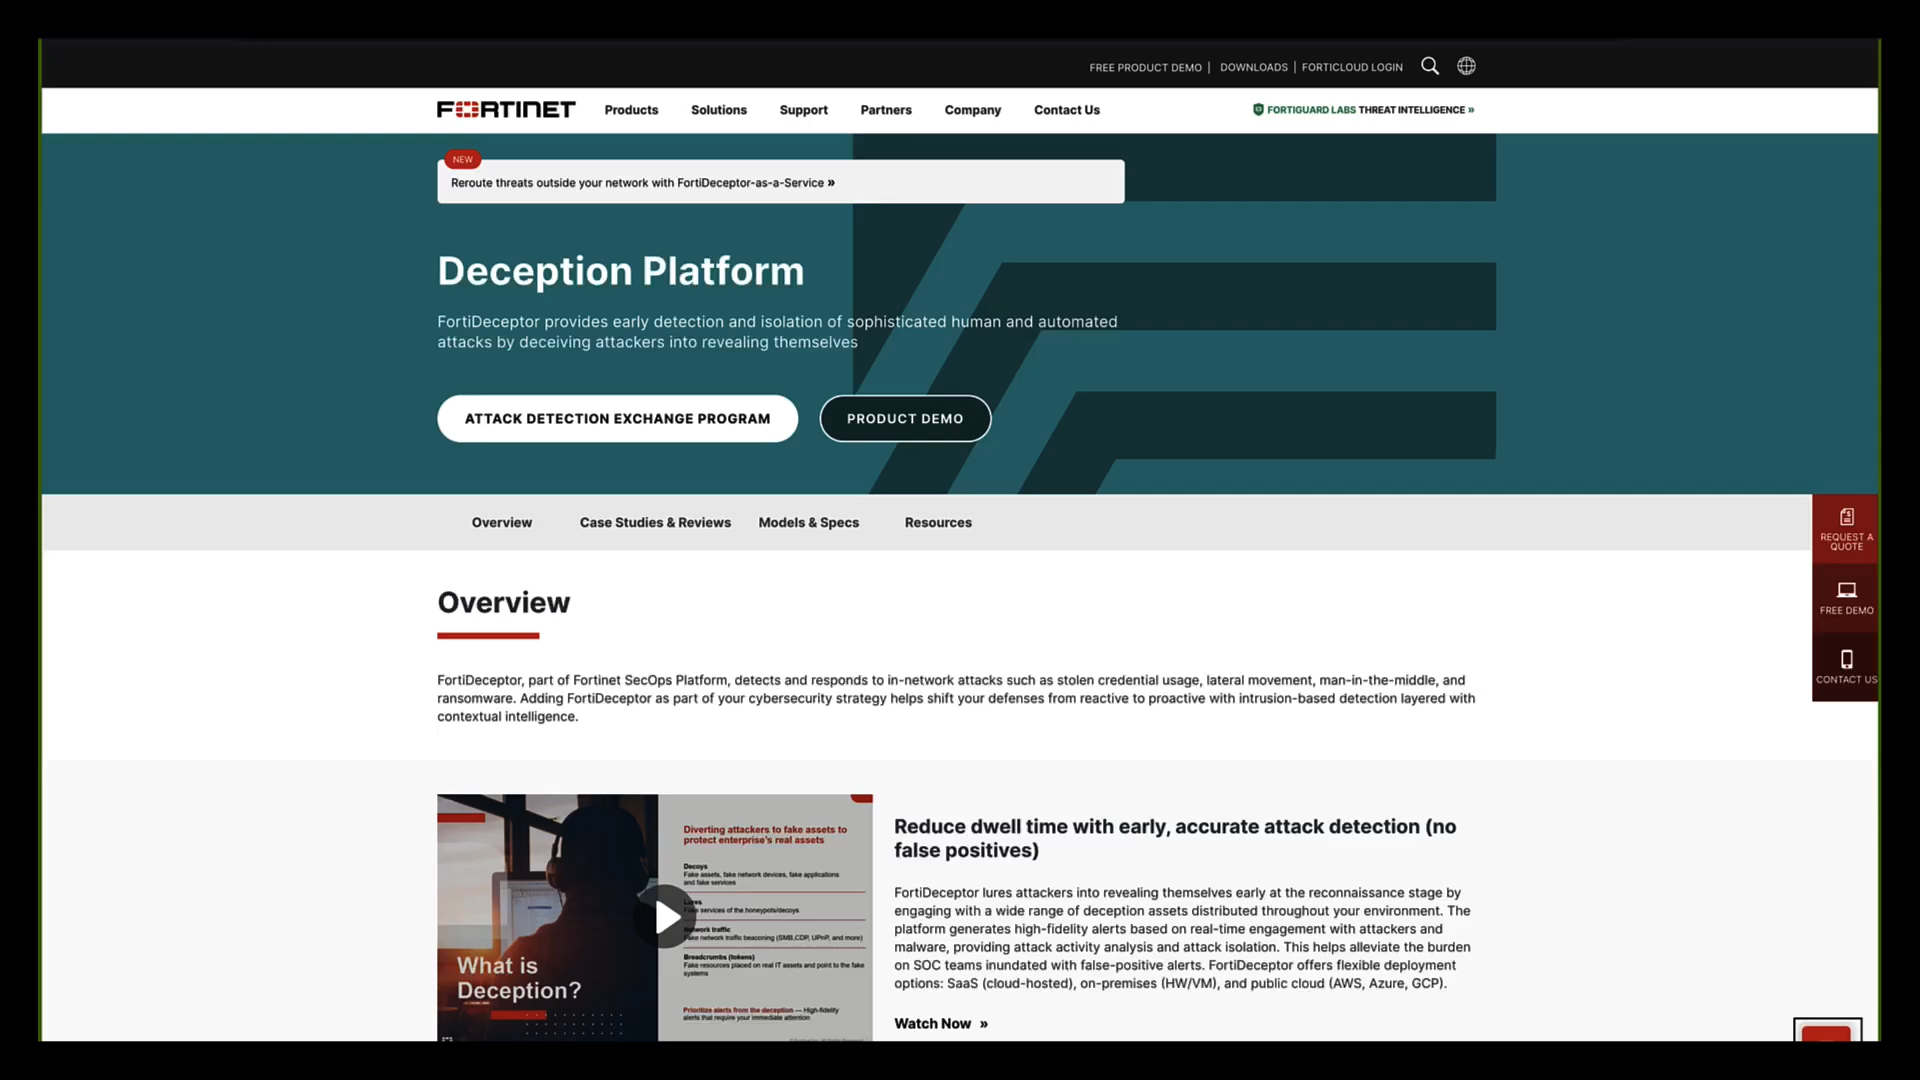 FREE PRODUCT DEMO | DOWNLOADS | FORTICLOUD LOGIN
FORTINET Products Solutions Support Partners Company Contact Us FORTIGUARD LABS THREAT INTELLIGENCE »
NEW
Reroute threats outside your network with FortiDeceptor-as-a-Service »
Deception Platform
FortiDeceptor provides early detection and isolation of sophisticated human and automated
attacks by deceiving attackers into revealing themselves
ATTACK DETECTION EXCHANGE PROGRAM PRODUCT DEMO
Overview Case Studies & Reviews Models & Specs Resources
REQUEST A
QUOTE
FREE DEMO
CONTACT US
Overview
FortiDeceptor, part of Fortinet SecOps Platform, detects and responds to in-network attacks such as stolen credential usage, lateral movement, man-in-the-middle, and
ransomware. Adding FortiDeceptor as part of your cybersecurity strategy helps shift your defenses from reactive to proactive with intrusion-based detection layered with
contextual intelligence.
Diverting attackers to fake assets to
protect enterprise's real assets
Decoys
Fake assets, fake network devices, fake applications
and fake services
Lures
Fake services of the honeypots/decoys
Network traffic
Fake network traffic beaconing (SMB,CDP, UPnP, and more)
Breadcrumbs (tokens)
Fake resources placed on real IT assets and point to the fake
systems
Prioritize alerts from the deception — High-fidelity
alerts that require your immediate attention
What is
Deception?
Reduce dwell time with early, accurate attack detection (no
false positives)
FortiDeceptor lures attackers into revealing themselves early at the reconnaissance stage by
engaging with a wide range of deception assets distributed throughout your environment. The
platform generates high-fidelity alerts based on real-time engagement with attackers and
malware, providing attack activity analysis and attack isolation. This helps alleviate the burden
on SOC teams inundated with false-positive alerts. FortiDeceptor offers flexible deployment
options: SaaS (cloud-hosted), on-premises (HW/VM), and public cloud (AWS, Azure, GCP).
Watch Now »